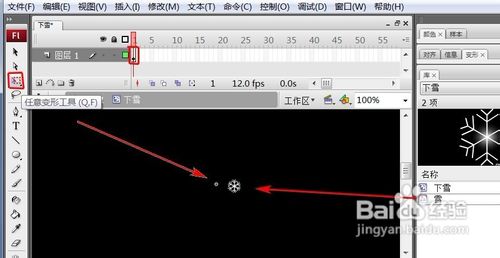 文件(F) 编辑(E) 视图(V) 插入(I) 修改(M) 文本(T) 命令(C) 控制(O) 调试(D) 窗口(W) 帮助(H)
下雪*
颜色 样本
5 10 15 20 25 30 35 40 45 50 55
Fl
图层 1
对齐 信息 变形
库
下雪
1 12.0 fps 0.0s
2 项
任意变形工具 (Q,F)
下雪
工作区
100%
名称
下雪
雪
Baidu 经验
jingyan.baidu.com